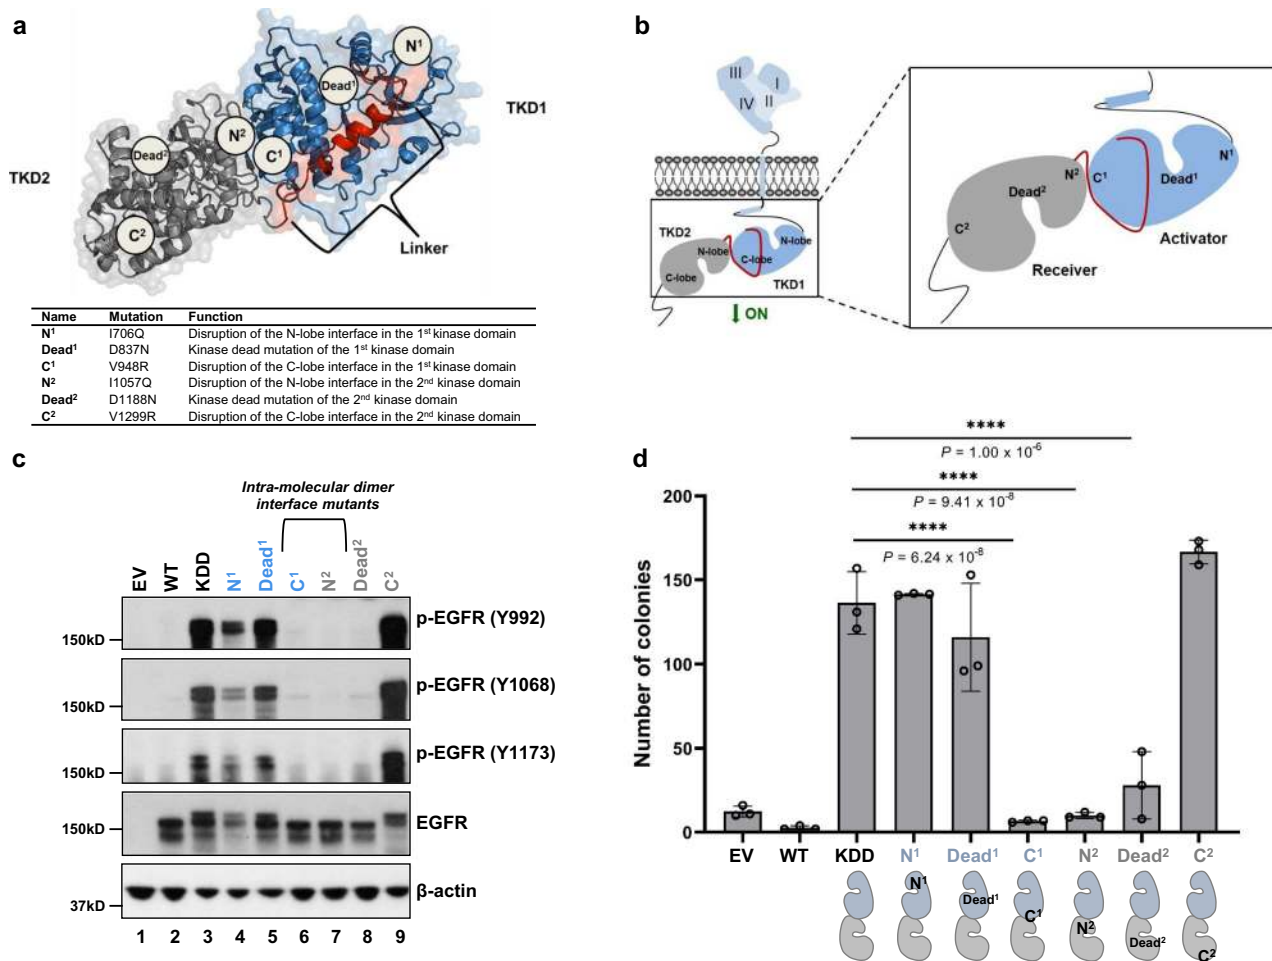 a
N¹
Dead¹
TKD1
N²
C¹
Dead²
TKD2
C²
Linker
Name Mutation Function
N¹ I706Q Disruption of the N-lobe interface in the 1st kinase domain
Dead¹ D837N Kinase dead mutation of the 1st kinase domain
C¹ V948R Disruption of the C-lobe interface in the 1st kinase domain
N² I1057Q Disruption of the N-lobe interface in the 2nd kinase domain
Dead² D1188N Kinase dead mutation of the 2nd kinase domain
C² V1299R Disruption of the C-lobe interface in the 2nd kinase domain
b
III
I
IV
II
TKD2
N-lobe
N-lobe
C-lobe
C-lobe
TKD1
ON
N²
C¹
Dead¹
N¹
Dead²
C²
Activator
Receiver
c
Intra-molecular dimer
interface mutants
EV WT KDD N¹ Dead¹ C¹ N² Dead² C²
150kD p-EGFR (Y992)
150kD p-EGFR (Y1068)
150kD p-EGFR (Y1173)
150kD EGFR
37kD β-actin
1 2 3 4 5 6 7 8 9
d
****
P = 1.00 x 10-6
****
P = 9.41 x 10-8
****
P = 6.24 x 10-8
Number of colonies
200
150
100
50
0
EV WT KDD N¹ Dead¹ C¹ N² Dead² C²
N¹ Dead¹ C¹ N² Dead² C²